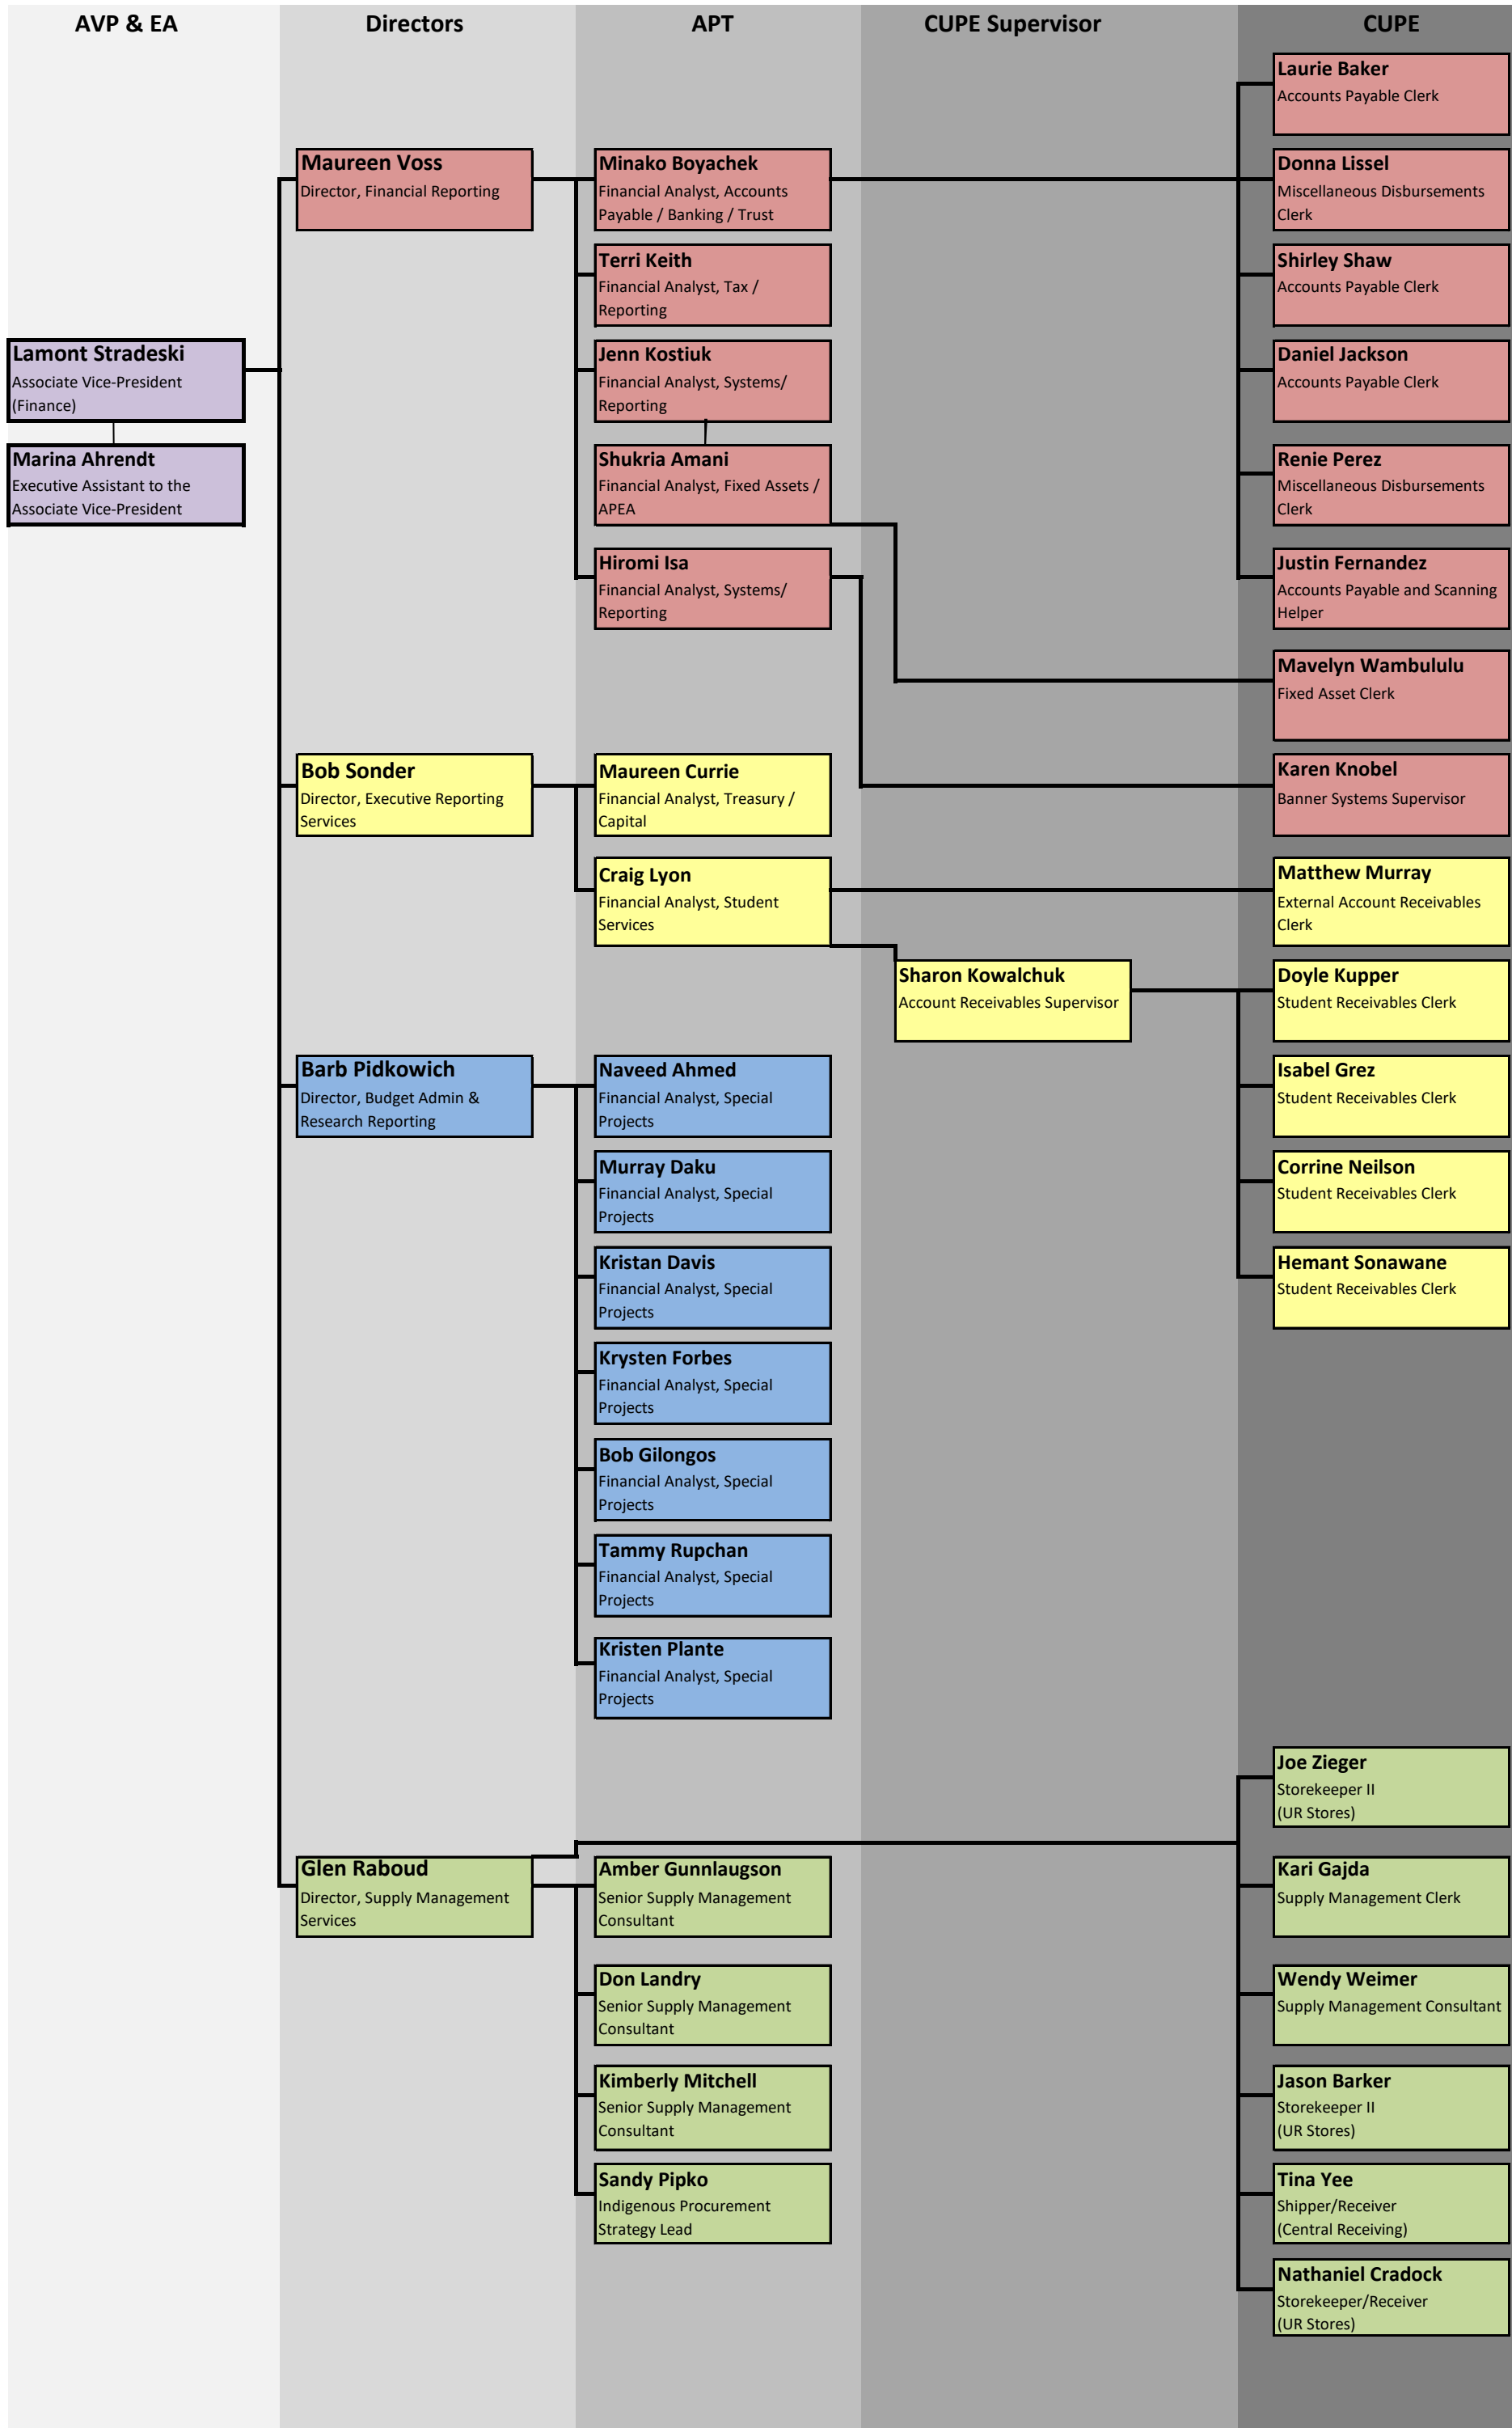 AVP & EA
Directors
APT
CUPE Supervisor
CUPE
Lamont Stradeski
Associate Vice-President
(Finance)
Marina Ahrendt
Executive Assistant to the
Associate Vice-President
Maureen Voss
Director, Financial Reporting
Minako Boyachek
Financial Analyst, Accounts
Payable / Banking / Trust
Terri Keith
Financial Analyst, Tax /
Reporting
Jenn Kostiuk
Financial Analyst, Systems/
Reporting
Shukria Amani
Financial Analyst, Fixed Assets /
APEA
Hiromi Isa
Financial Analyst, Systems/
Reporting
Laurie Baker
Accounts Payable Clerk
Donna Lissel
Miscellaneous Disbursements
Clerk
Shirley Shaw
Accounts Payable Clerk
Daniel Jackson
Accounts Payable Clerk
Renie Perez
Miscellaneous Disbursements
Clerk
Justin Fernandez
Accounts Payable and Scanning
Helper
Mavelyn Wambululu
Fixed Asset Clerk
Karen Knobel
Banner Systems Supervisor
Bob Sonder
Director, Executive Reporting
Services
Maureen Currie
Financial Analyst, Treasury /
Capital
Craig Lyon
Financial Analyst, Student
Services
Matthew Murray
External Account Receivables
Clerk
Sharon Kowalchuk
Account Receivables Supervisor
Doyle Kupper
Student Receivables Clerk
Isabel Grez
Student Receivables Clerk
Corrine Neilson
Student Receivables Clerk
Hemant Sonawane
Student Receivables Clerk
Barb Pidkowich
Director, Budget Admin &
Research Reporting
Naveed Ahmed
Financial Analyst, Special
Projects
Murray Daku
Financial Analyst, Special
Projects
Kristan Davis
Financial Analyst, Special
Projects
Krysten Forbes
Financial Analyst, Special
Projects
Bob Gilongos
Financial Analyst, Special
Projects
Tammy Rupchan
Financial Analyst, Special
Projects
Kristen Plante
Financial Analyst, Special
Projects
Glen Raboud
Director, Supply Management
Services
Amber Gunnlaugson
Senior Supply Management
Consultant
Don Landry
Senior Supply Management
Consultant
Kimberly Mitchell
Senior Supply Management
Consultant
Sandy Pipko
Indigenous Procurement
Strategy Lead
Joe Zieger
Storekeeper II
(UR Stores)
Kari Gajda
Supply Management Clerk
Wendy Weimer
Supply Management Consultant
Jason Barker
Storekeeper II
(UR Stores)
Tina Yee
Shipper/Receiver
(Central Receiving)
Nathaniel Cradock
Storekeeper/Receiver
(UR Stores)